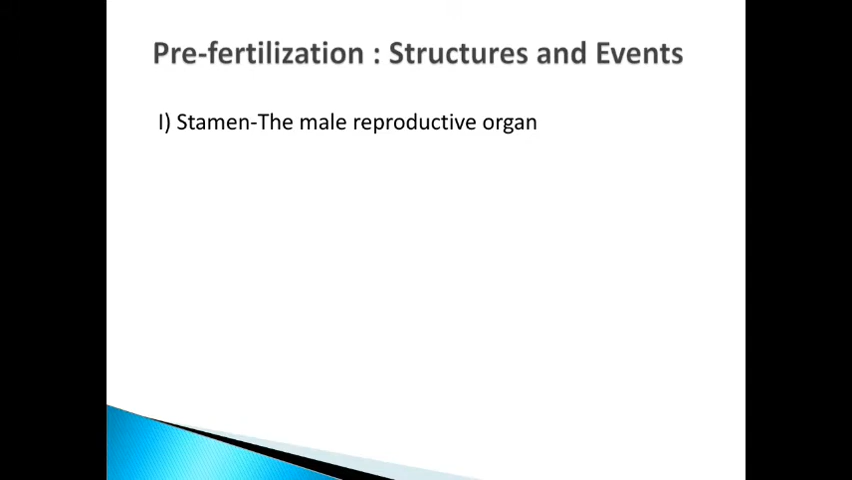 Pre-fertilization : Structures and Events
I) Stamen-The male reproductive organ